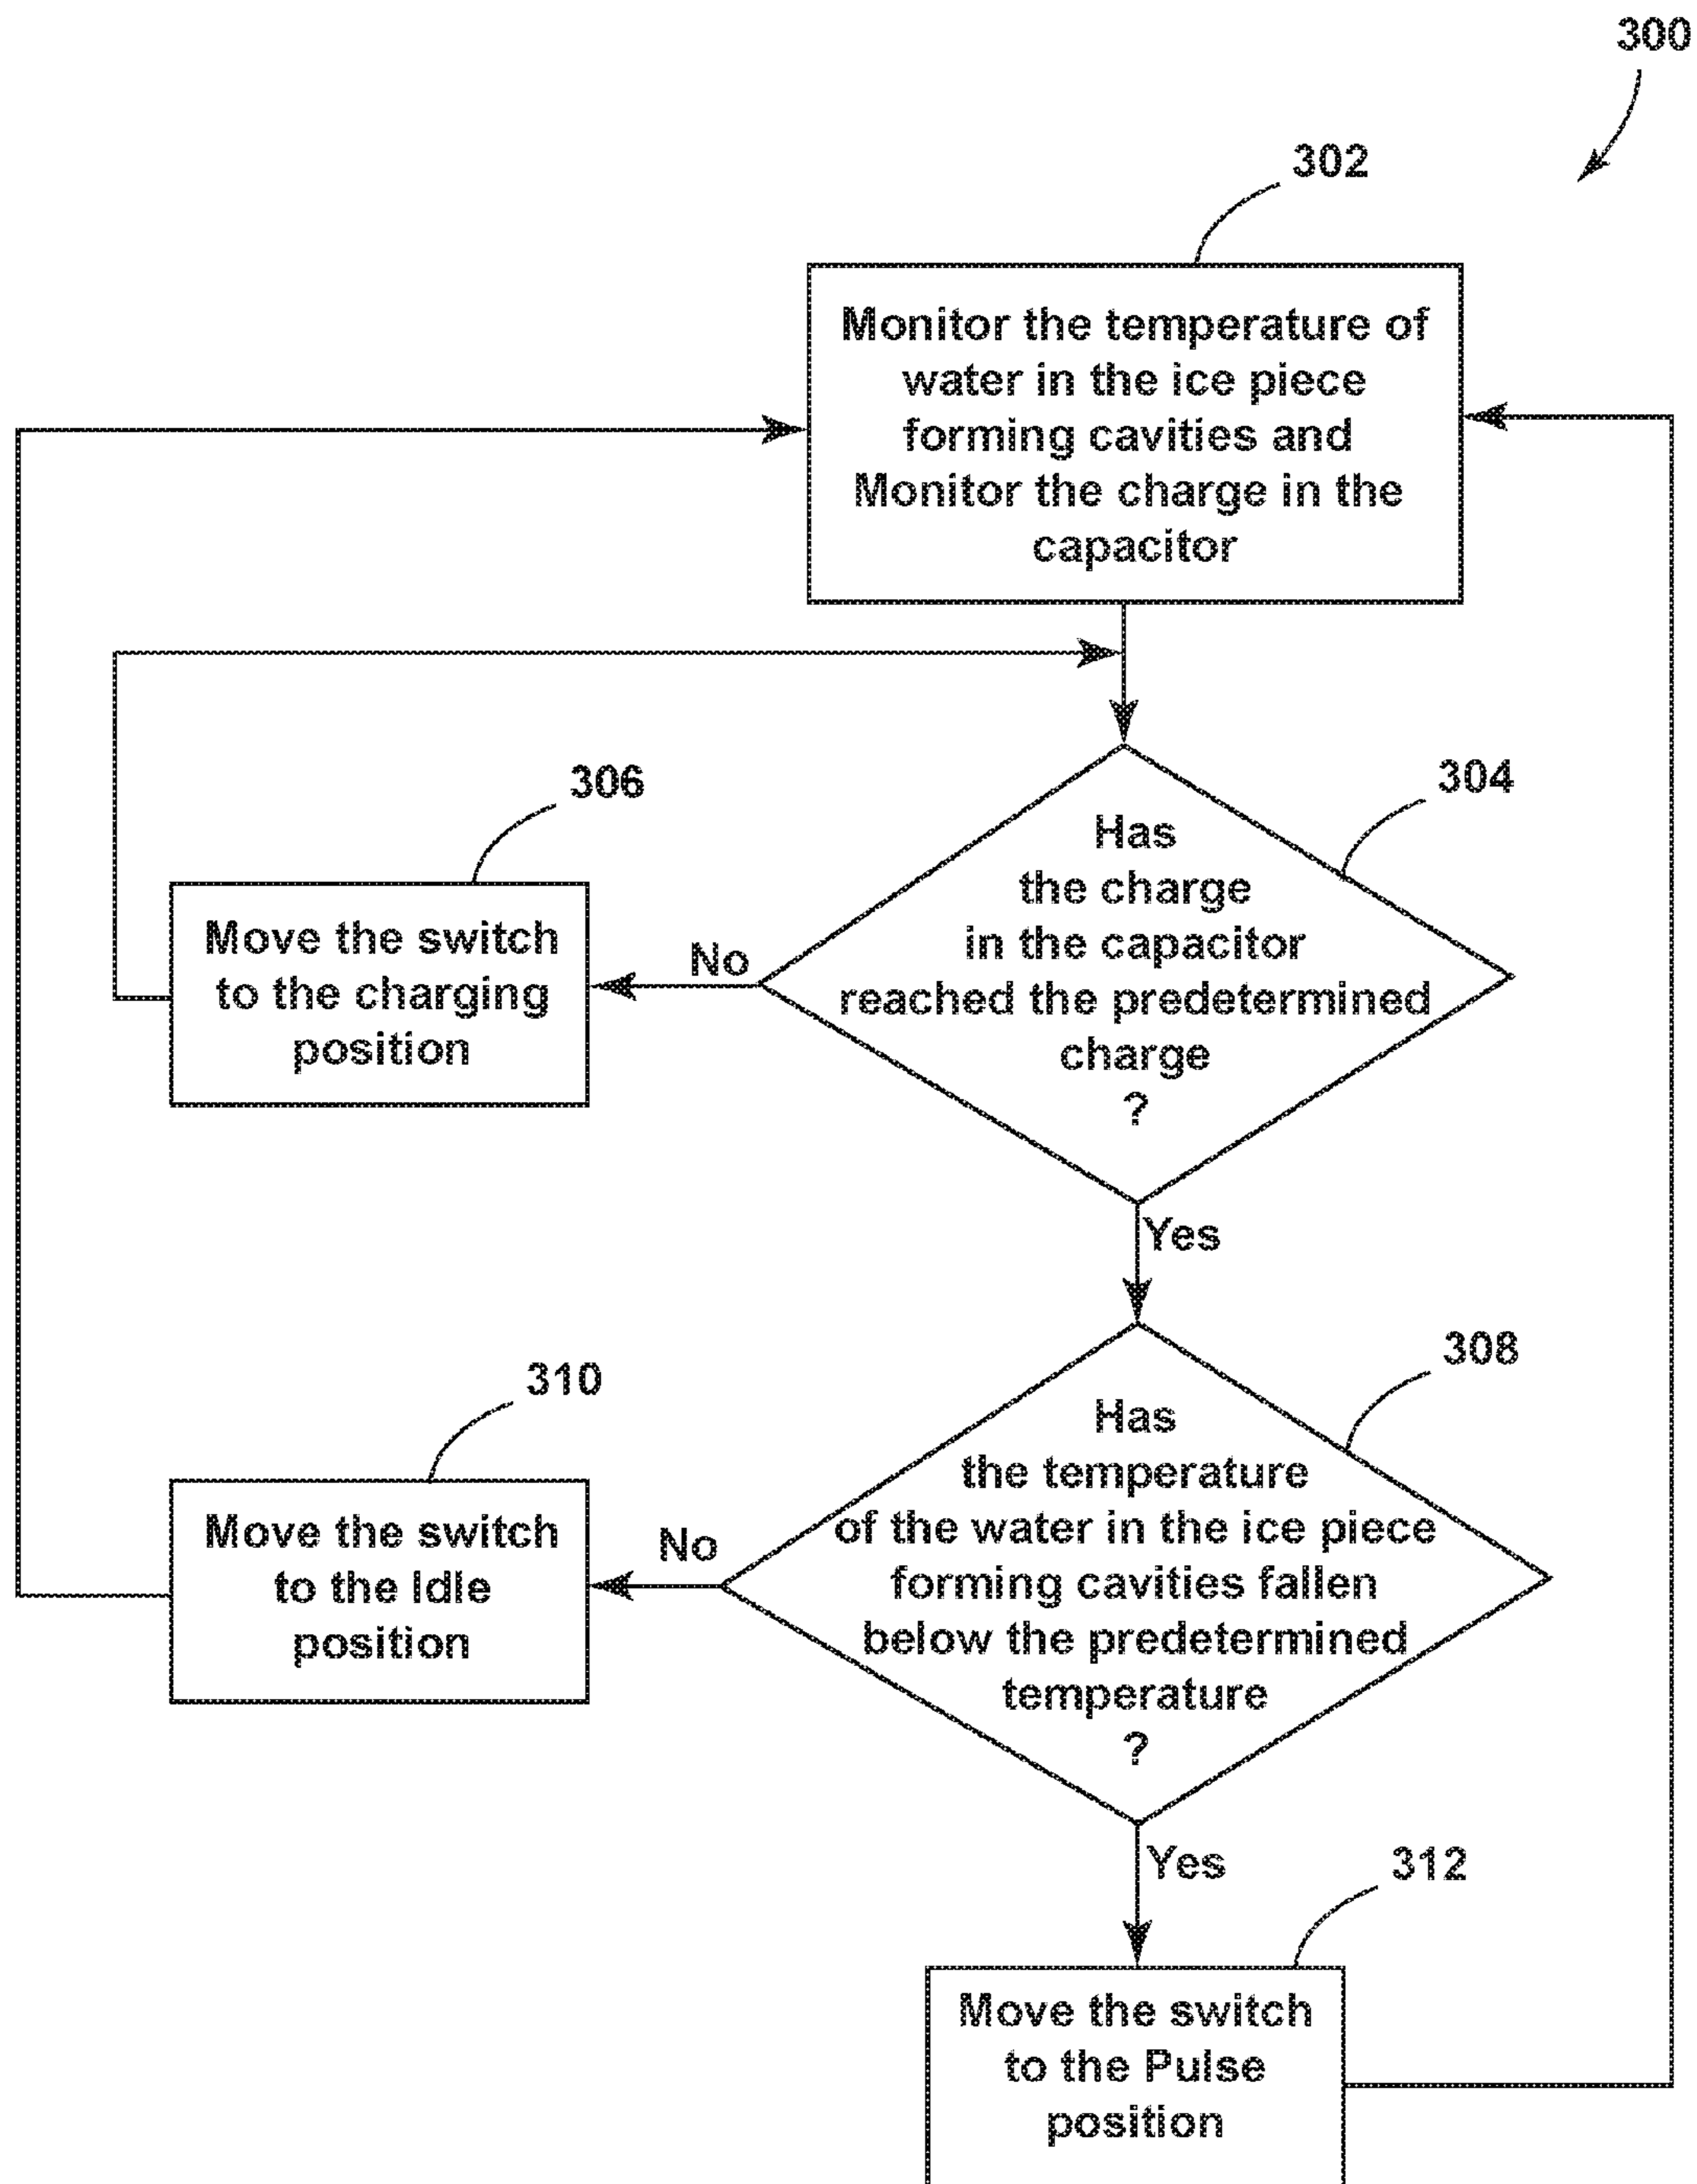 300
302
Monitor the temperature of
water in the ice piece
forming cavities and
Monitor the charge in the
capacitor
304
Has
the charge
in the capacitor
reached the predetermined
charge
?
306
No
Move the switch
to the charging
position
Yes
308
Has
the temperature
of the water in the ice piece
forming cavities fallen
below the predetermined
temperature
?
310
No
Move the switch
to the Idle
position
Yes
312
Move the switch
to the Pulse
position